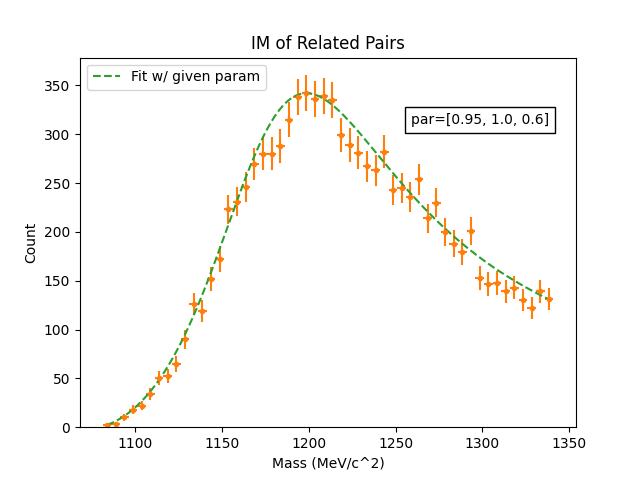 IM of Related Pairs
Fit w/ given param
par=[0.95, 1.0, 0.6]
Count
350
300
250
200
150
100
50
0
1100 1150 1200 1250 1300 1350
Mass (MeV/c^2)